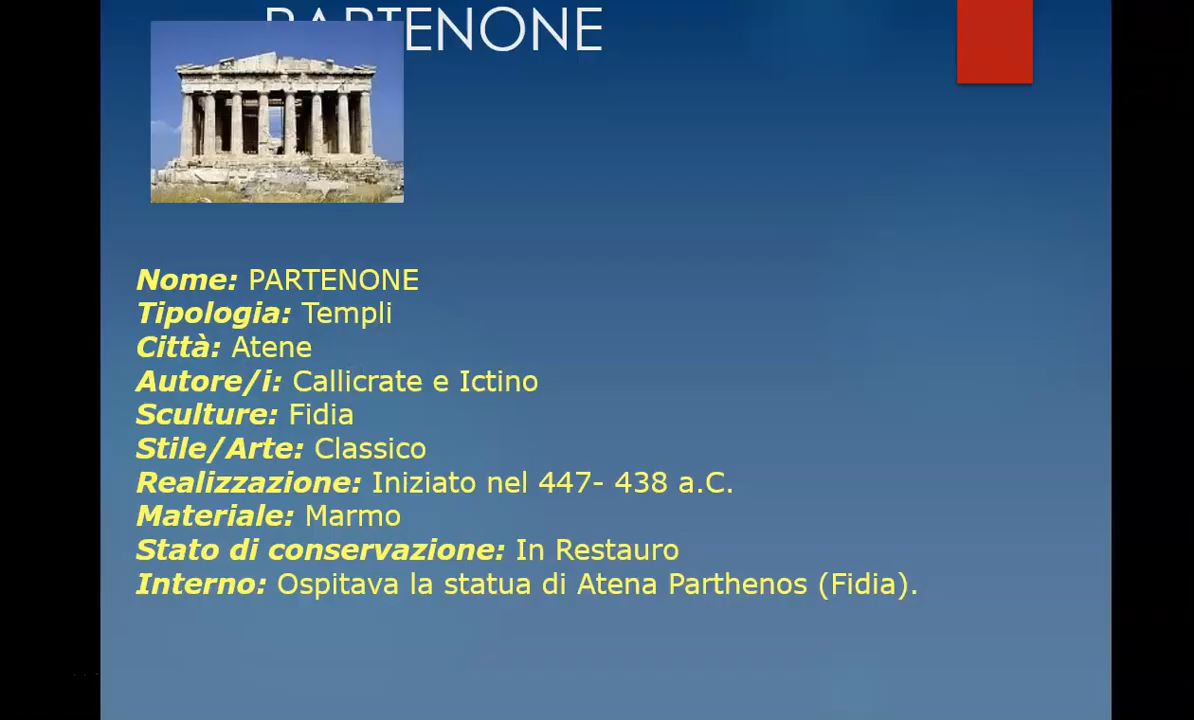 PARTENONE
Nome: PARTENONE
Tipologia: Templi
Città: Atene
Autore/i: Callicrate e Ictino
Sculture: Fidia
Stile/Arte: Classico
Realizzazione: Iniziato nel 447- 438 a.C.
Materiale: Marmo
Stato di conservazione: In Restauro
Interno: Ospitava la statua di Atena Parthenos (Fidia).